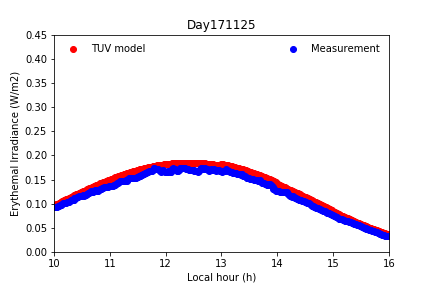 Day171125
TUV model
Measurement
Erythemal Irradiance (W/m2)
0.45
0.40
0.35
0.30
0.25
0.20
0.15
0.10
0.05
0.00
10 11 12 13 14 15 16
Local hour (h)